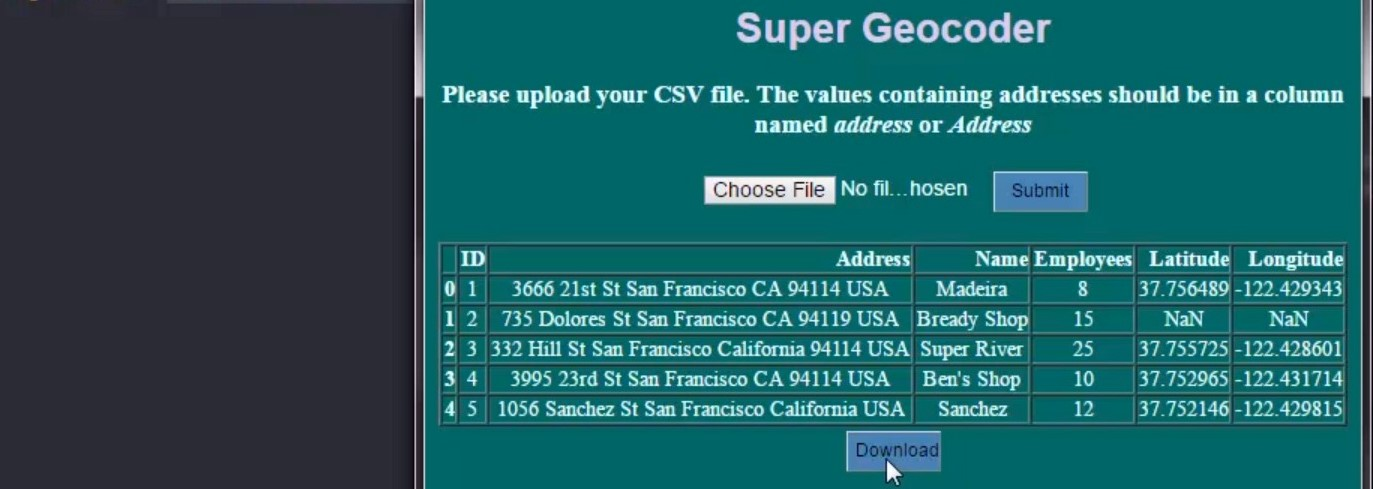 Super Geocoder
Please upload your CSV file. The values containing addresses should be in a column
named address or Address
Choose File No fil...hosen Submit
ID Address Name Employees Latitude Longitude
0 1 3666 21st St San Francisco CA 94114 USA Madeira 8 37.756489 -122.429343
1 2 735 Dolores St San Francisco CA 94119 USA Bready Shop 15 NaN NaN
2 3 332 Hill St San Francisco California 94114 USA Super River 25 37.755725 -122.428601
3 4 3995 23rd St San Francisco CA 94114 USA Ben's Shop 10 37.752965 -122.431714
4 5 1056 Sanchez St San Francisco California USA Sanchez 12 37.752146 -122.429815
Download